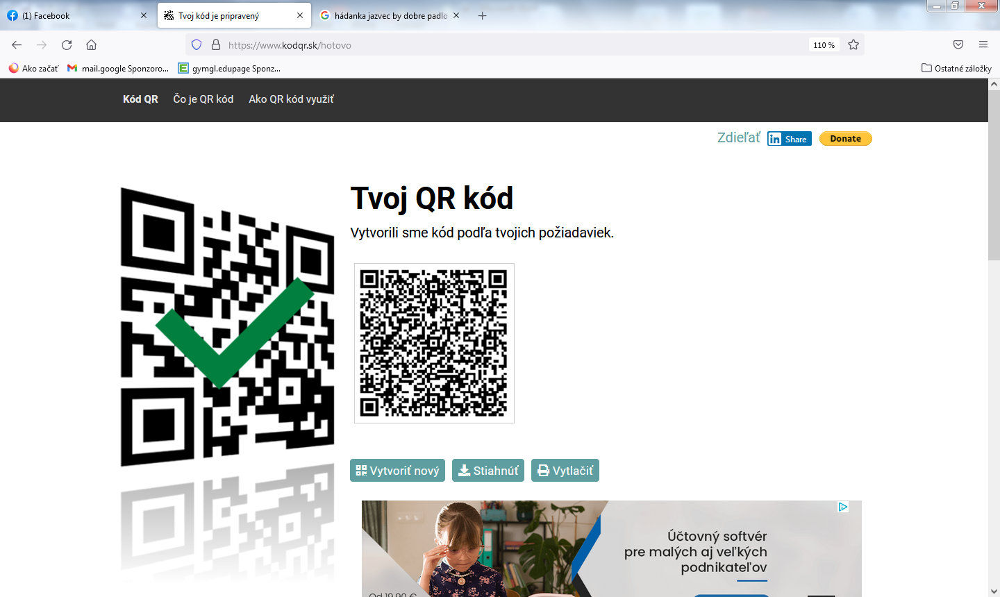 (1) Facebook
Tvoj kód je pripravený
hádanka jazvec by dobre padlo
https://www.kodqr.sk/hotovo
110 %
Ako začať
mail.google Sponzoro...
gymgl.edupage Sponz...
Ostatné záložky
Kód QR
Čo je QR kód
Ako QR kód využiť
Zdieľať
in Share
Donate
Tvoj QR kód
Vytvorili sme kód podľa tvojich požiadaviek.
Vytvoriť nový
Stiahnúť
Vytlačiť
Účtovný softvér
pre malých aj veľkých
podnikateľov
Od 19,90 €